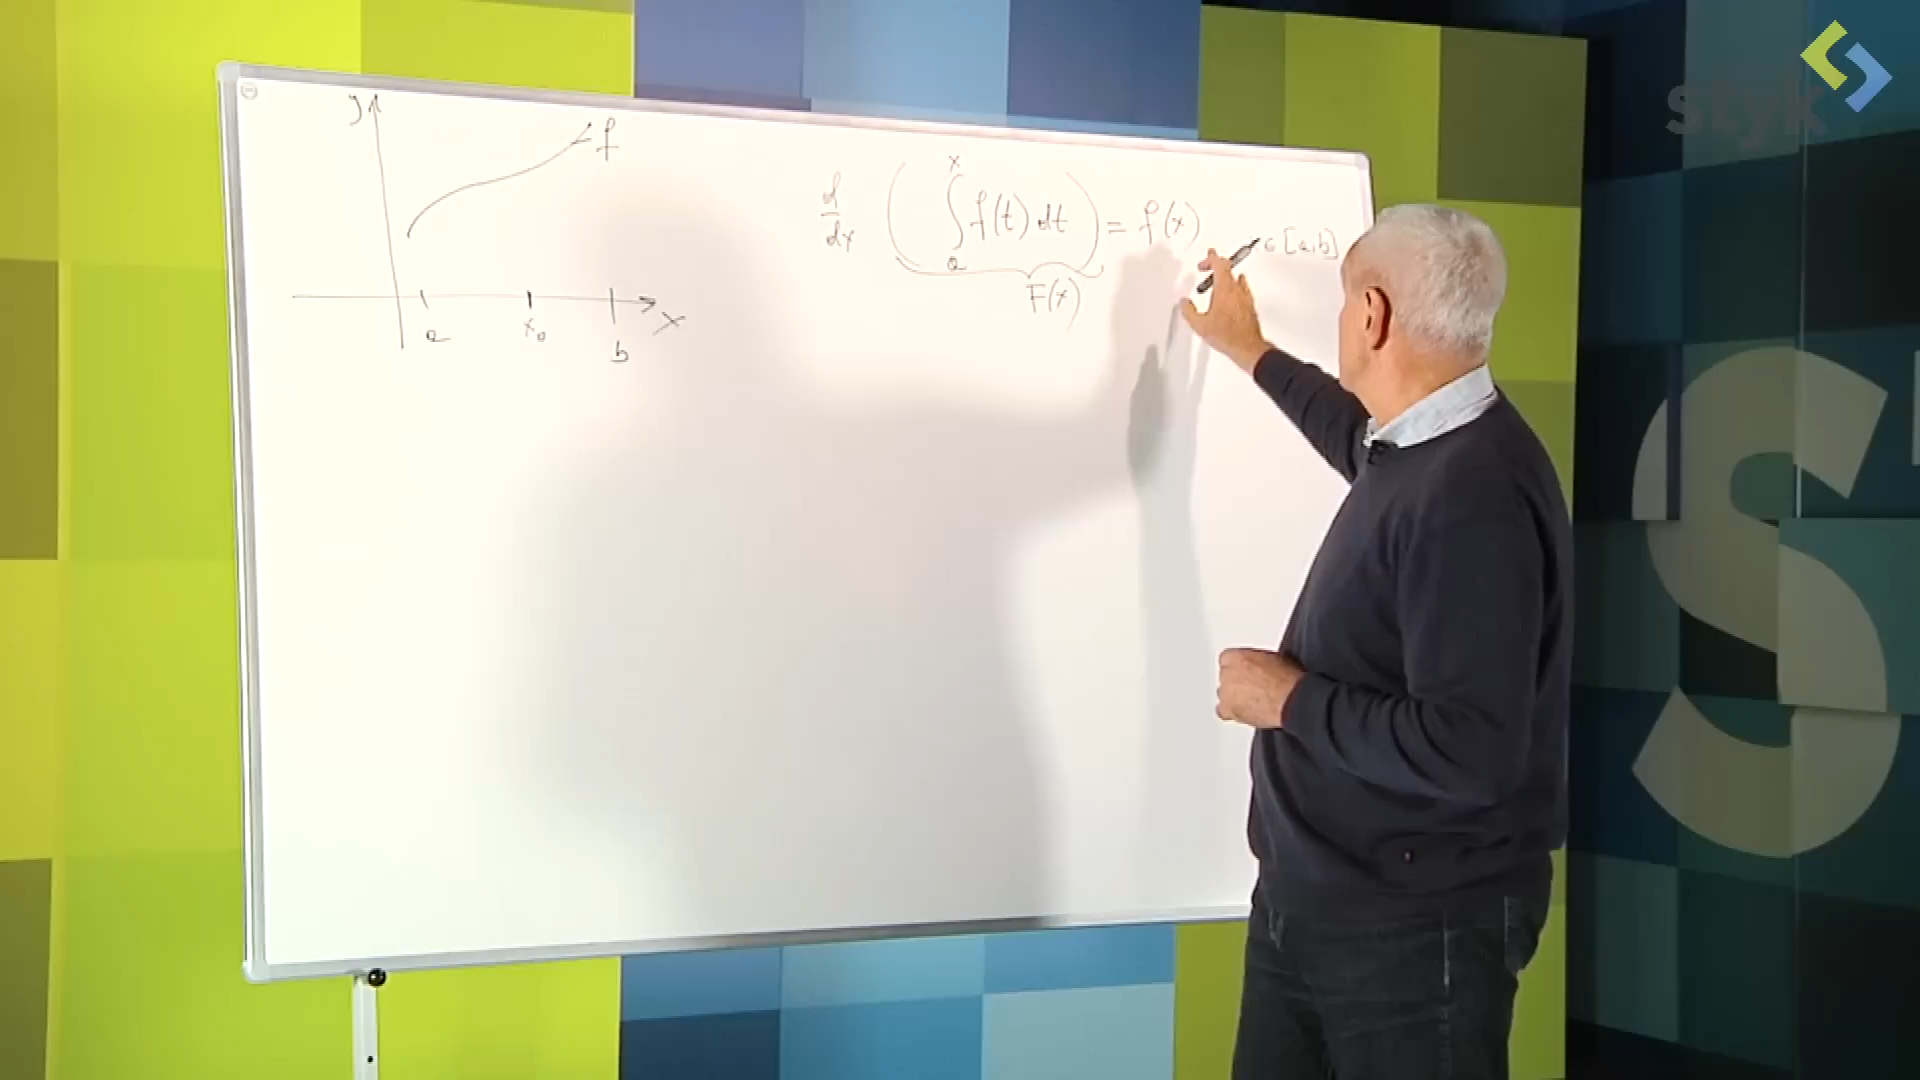 y
f
a
x₀
b
x
d/dx ( ∫ₐˣ f(t) dt ) = f(x)
F(x)
∈ [a,b]
styk
S